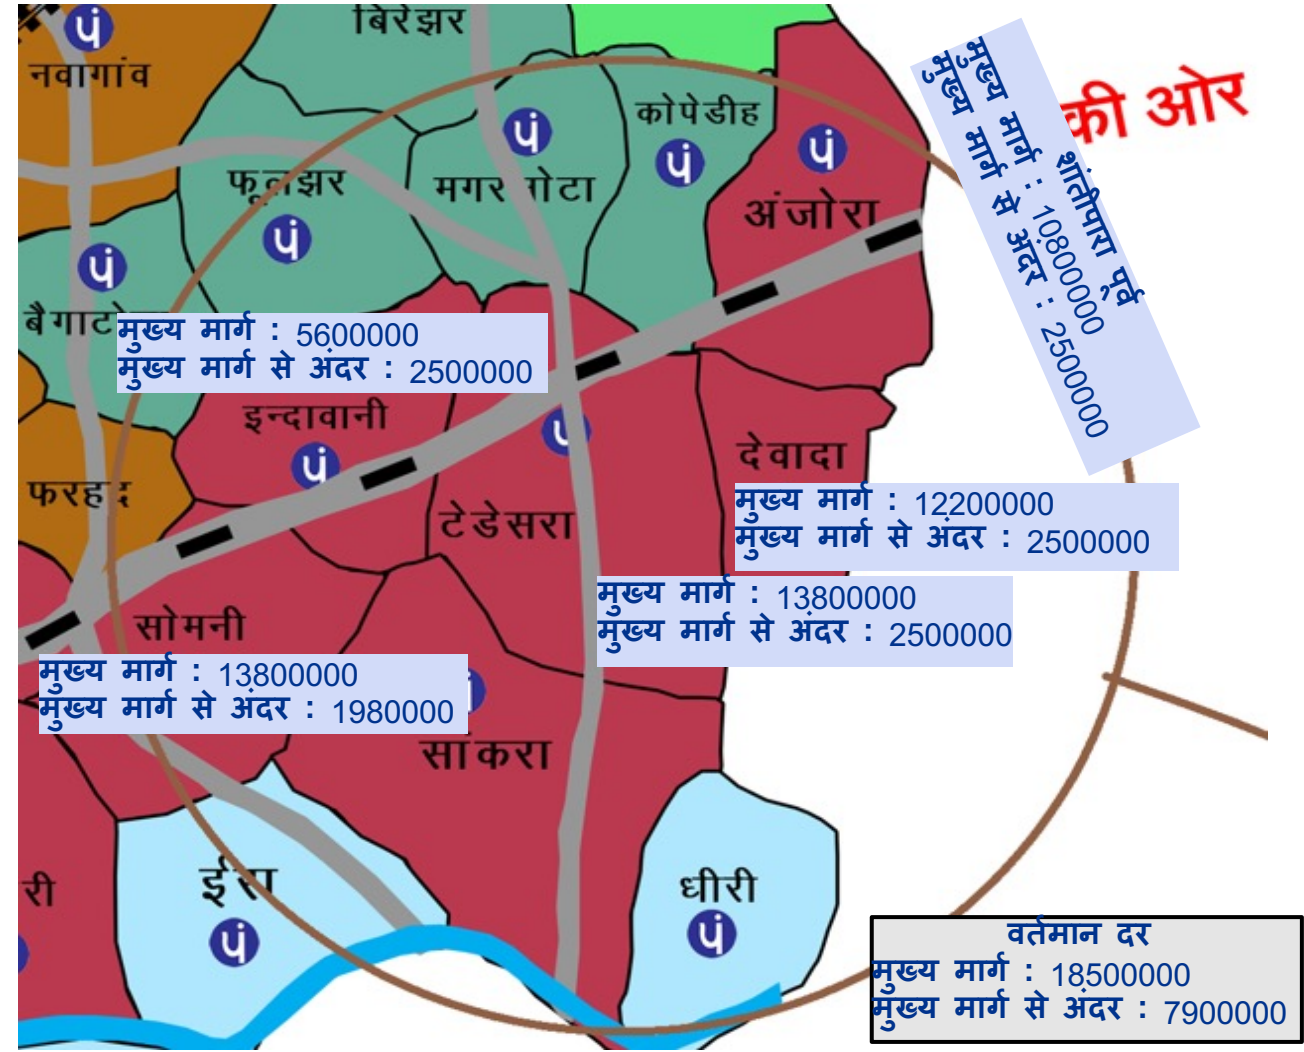 बिरेझर
पं
नवागांव
की ओर
कोपेडीह
पं
पं
पं
मुख्य मार्ग : 10800000
मुख्य मार्ग से अंदर : 2500000
शांतीपारा पूर्व
फूलझर
पं
अंजोरा
पं
मुख्य मार्ग : 5600000
मुख्य मार्ग से अंदर : 2500000
इन्दावानी
पं
देवादा
फरहद
टेडेसरा
मुख्य मार्ग : 12200000
मुख्य मार्ग से अंदर : 2500000
मुख्य मार्ग : 13800000
मुख्य मार्ग से अंदर : 2500000
सोमनी
मुख्य मार्ग : 13800000
मुख्य मार्ग से अंदर : 1980000
सांकरा
री
ईरा
पं
धीरी
पं
वर्तमान दर
मुख्य मार्ग : 18500000
मुख्य मार्ग से अंदर : 7900000